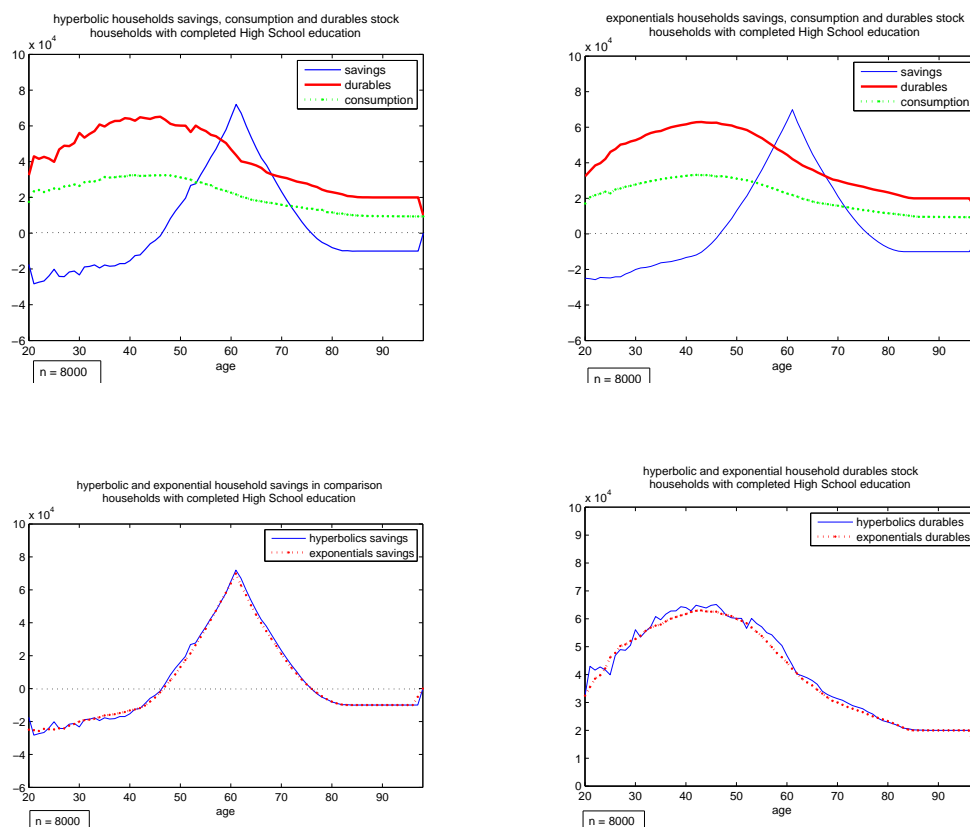 hyperbolic households savings, consumption and durables stock
households with completed High School education
x 10^4
10
8
6
4
2
0
−2
−4
−6
savings
durables
consumption
20 30 40 50 60 70 80 90
age
n = 8000
exponentials households savings, consumption and durables stock
households with completed High School education
x 10^4
10
8
6
4
2
0
−2
−4
−6
savings
durables
consumption
20 30 40 50 60 70 80 90
age
n = 8000
hyperbolic and exponential household savings in comparison
households with completed High School education
x 10^4
10
8
6
4
2
0
−2
−4
−6
hyperbolics savings
exponentials savings
20 30 40 50 60 70 80 90
age
n = 8000
hyperbolic and exponential household durables stock
households with completed High School education
x 10^4
10
9
8
7
6
5
4
3
2
1
0
hyperbolics durables
exponentials durables
20 30 40 50 60 70 80 90
age
n = 8000